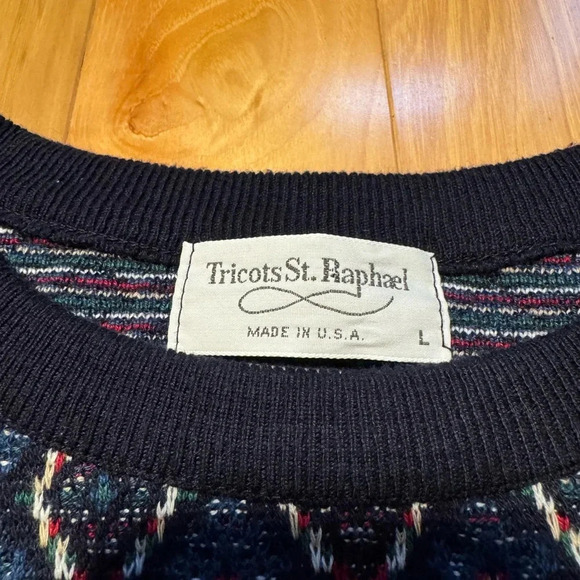 Tricots St. Raphael
MADE IN U.S.A.
L